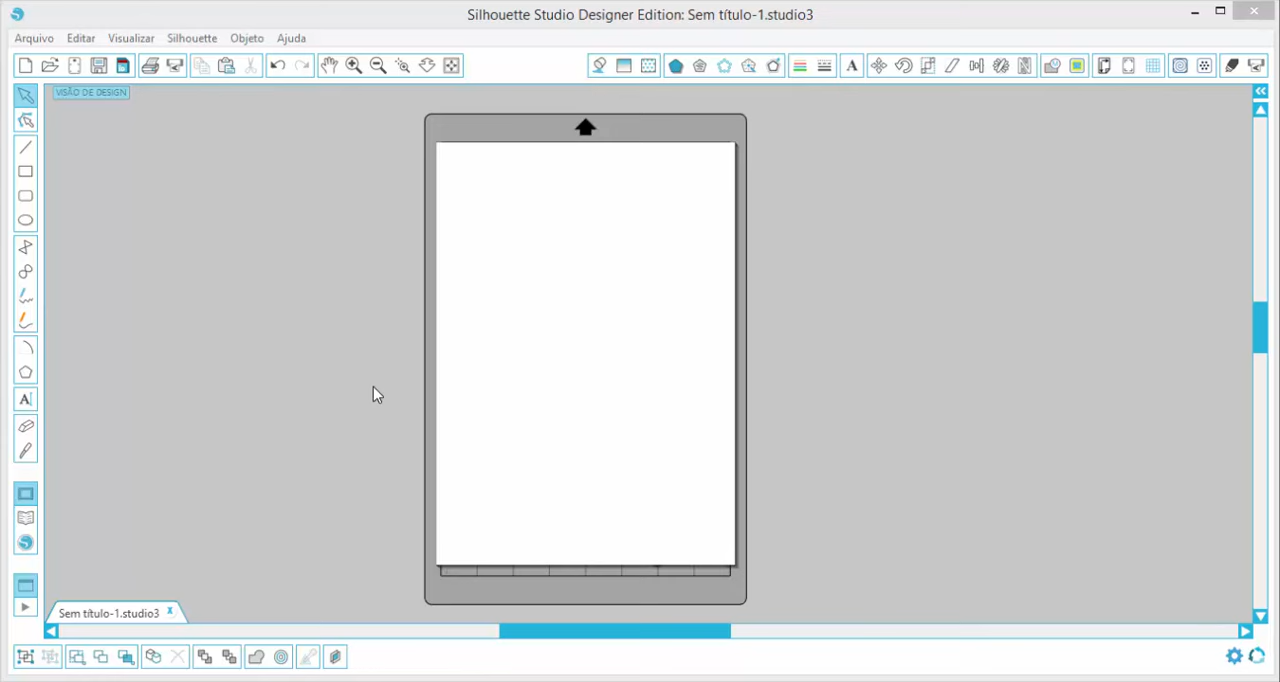 Silhouette Studio Designer Edition: Sem título-1.studio3
Arquivo Editar Visualizar Silhouette Objeto Ajuda
VISÃO DE DESIGN
Sem título-1.studio3 x